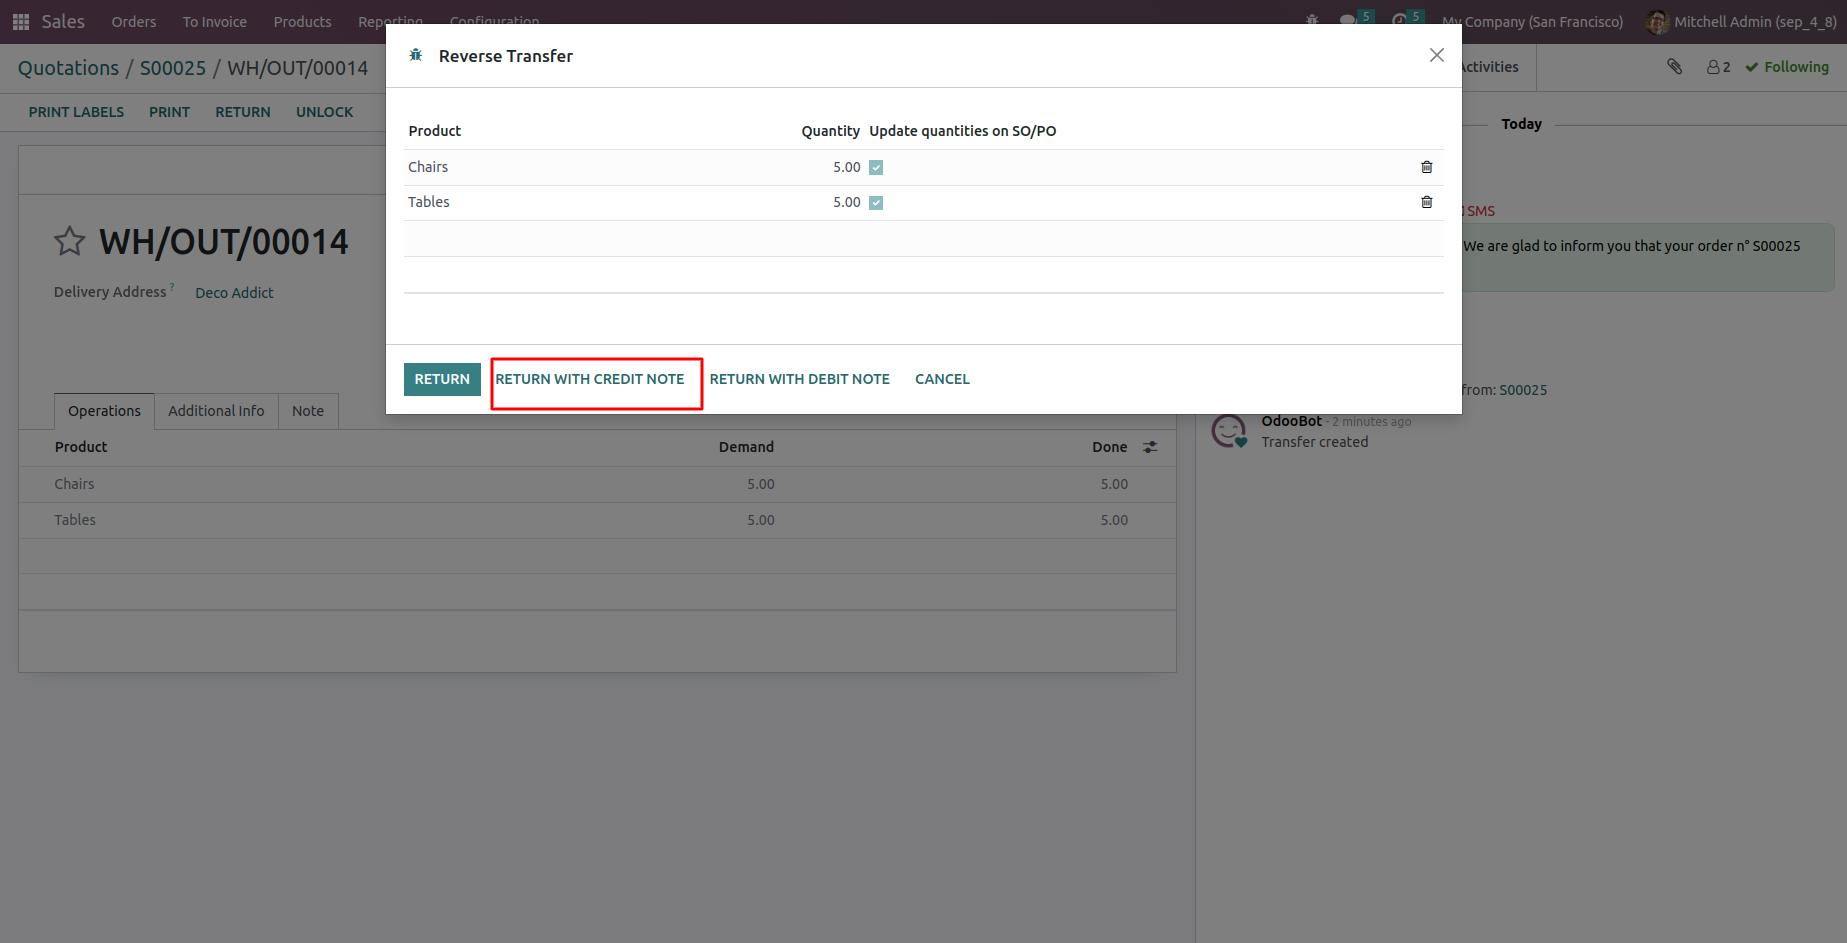 Sales Orders To Invoice Products Reporting Configuration 5 5 My Company (San Francisco) Mitchell Admin (sep_4_8)
Quotations / S00025 / WH/OUT/00014
Activities 2 Following
PRINT LABELS PRINT RETURN UNLOCK
Reverse Transfer
Product Quantity Update quantities on SO/PO
Chairs 5.00
Tables 5.00
RETURN RETURN WITH CREDIT NOTE RETURN WITH DEBIT NOTE CANCEL
WH/OUT/00014
Delivery Address ? Deco Addict
Operations Additional Info Note
Product Demand Done
Chairs 5.00 5.00
Tables 5.00 5.00
Today
SMS
We are glad to inform you that your order n° S00025
from: S00025
OdooBot - 2 minutes ago
Transfer created